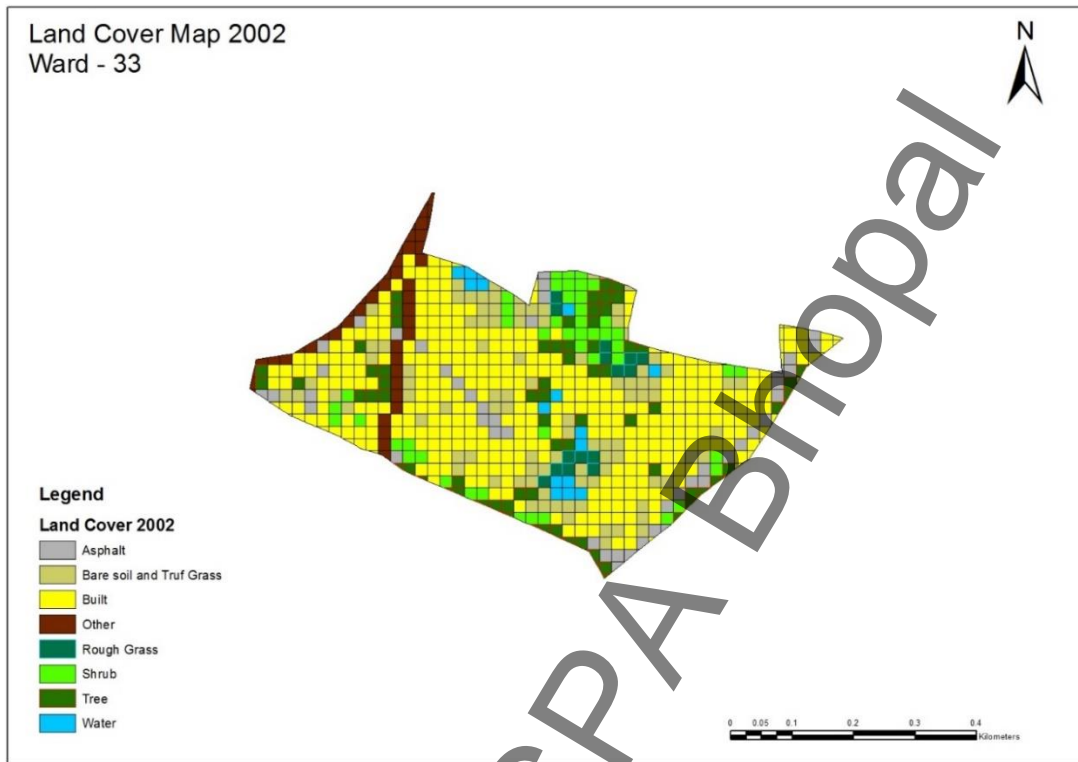 Land Cover Map 2002
Ward - 33
N
Legend
Land Cover 2002
Asphalt
Bare soil and Truf Grass
Built
Other
Rough Grass
Shrub
Tree
Water
0 0.05 0.1 0.2 0.3 0.4
Kilometers
SPA Bhopal